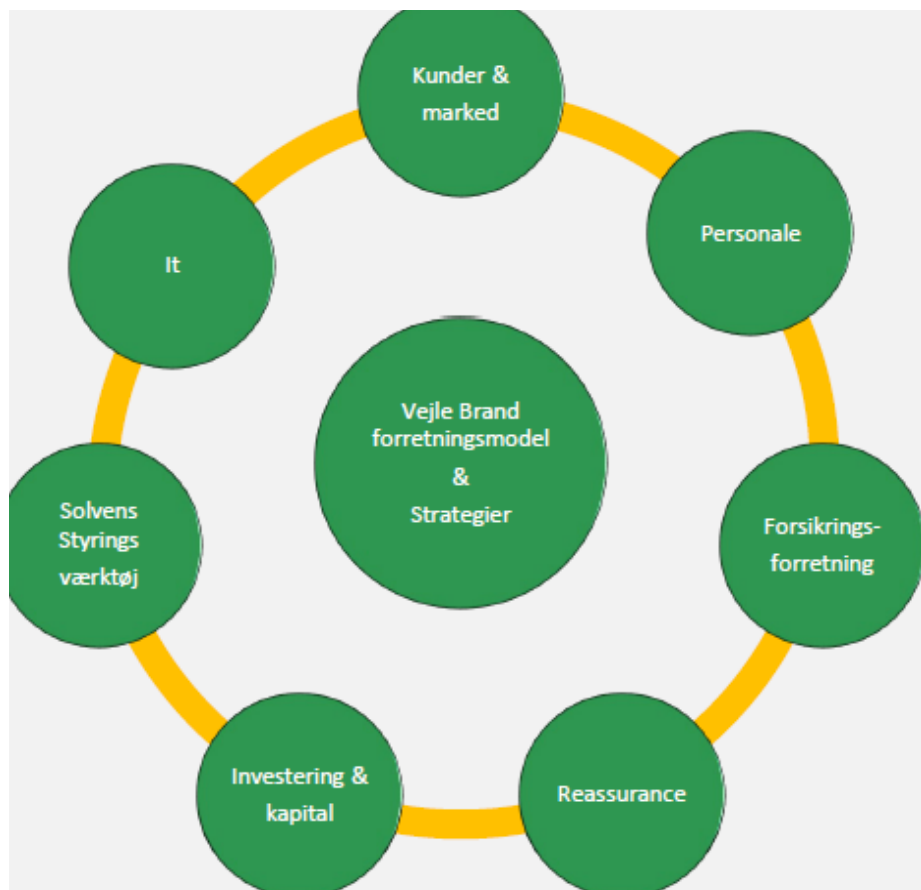 Kunder &
marked
Personale
It
Vejle Brand
forretningsmodel
&
Strategier
Solvens
Styrings
værktøj
Forsikrings-
forretning
Investering &
kapital
Reassurance